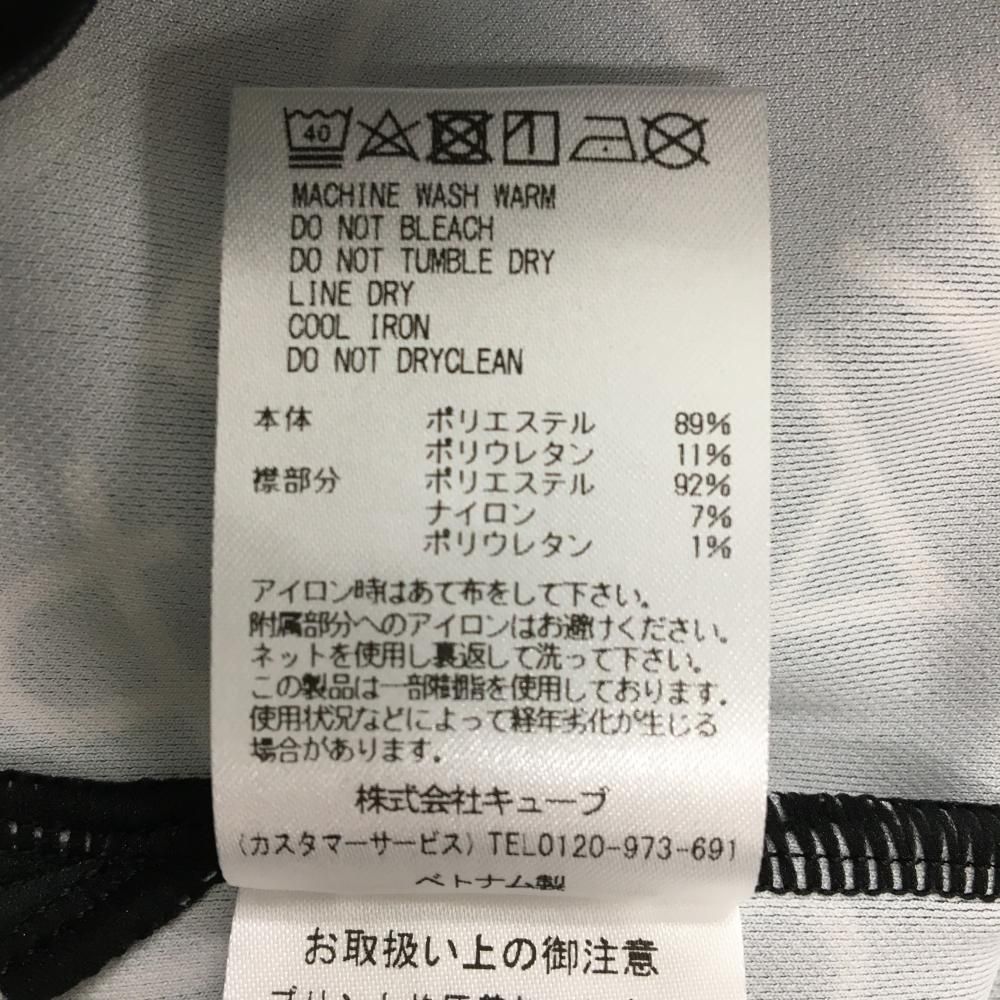 40
MACHINE WASH WARM
DO NOT BLEACH
DO NOT TUMBLE DRY
LINE DRY
COOL IRON
DO NOT DRYCLEAN
本体 ポリエステル 89%
ポリウレタン 11%
襟部分 ポリエステル 92%
ナイロン 7%
ポリウレタン 1%
アイロン時はあて布をして下さい。
附属部分へのアイロンはお避けください。
ネットを使用し裏返して洗って下さい。
この製品は一部樹脂を使用しております。
使用状況などによって経年劣化が生じる
場合があります。
株式会社キューブ
(カスタマーサービス) TEL0120-973-691
ベトナム製
お取扱い上の御注意